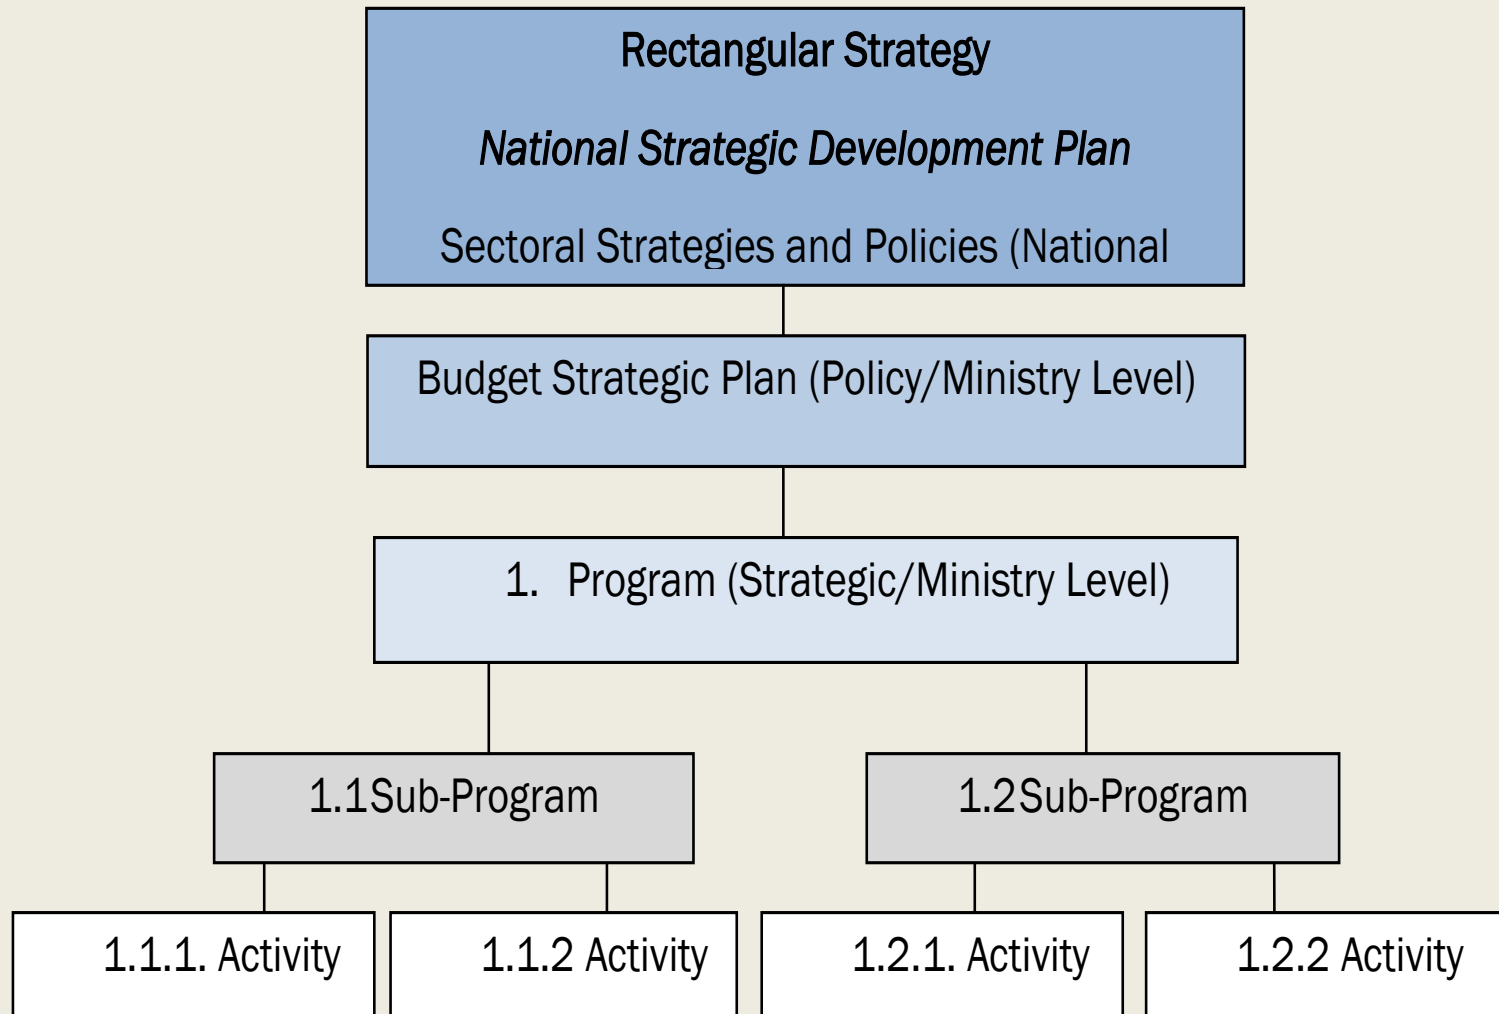 Rectangular Strategy
National Strategic Development Plan
Sectoral Strategies and Policies (National
Budget Strategic Plan (Policy/Ministry Level)
1. Program (Strategic/Ministry Level)
1.1Sub-Program
1.2Sub-Program
1.1.1. Activity
1.1.2 Activity
1.2.1. Activity
1.2.2 Activity